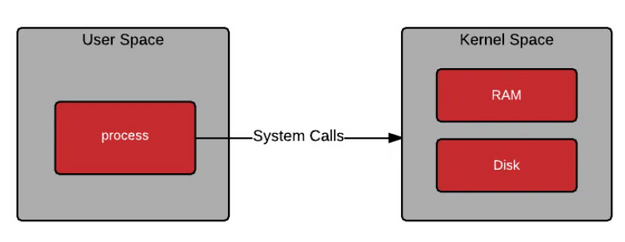 User Space
process
System Calls
Kernel Space
RAM
Disk